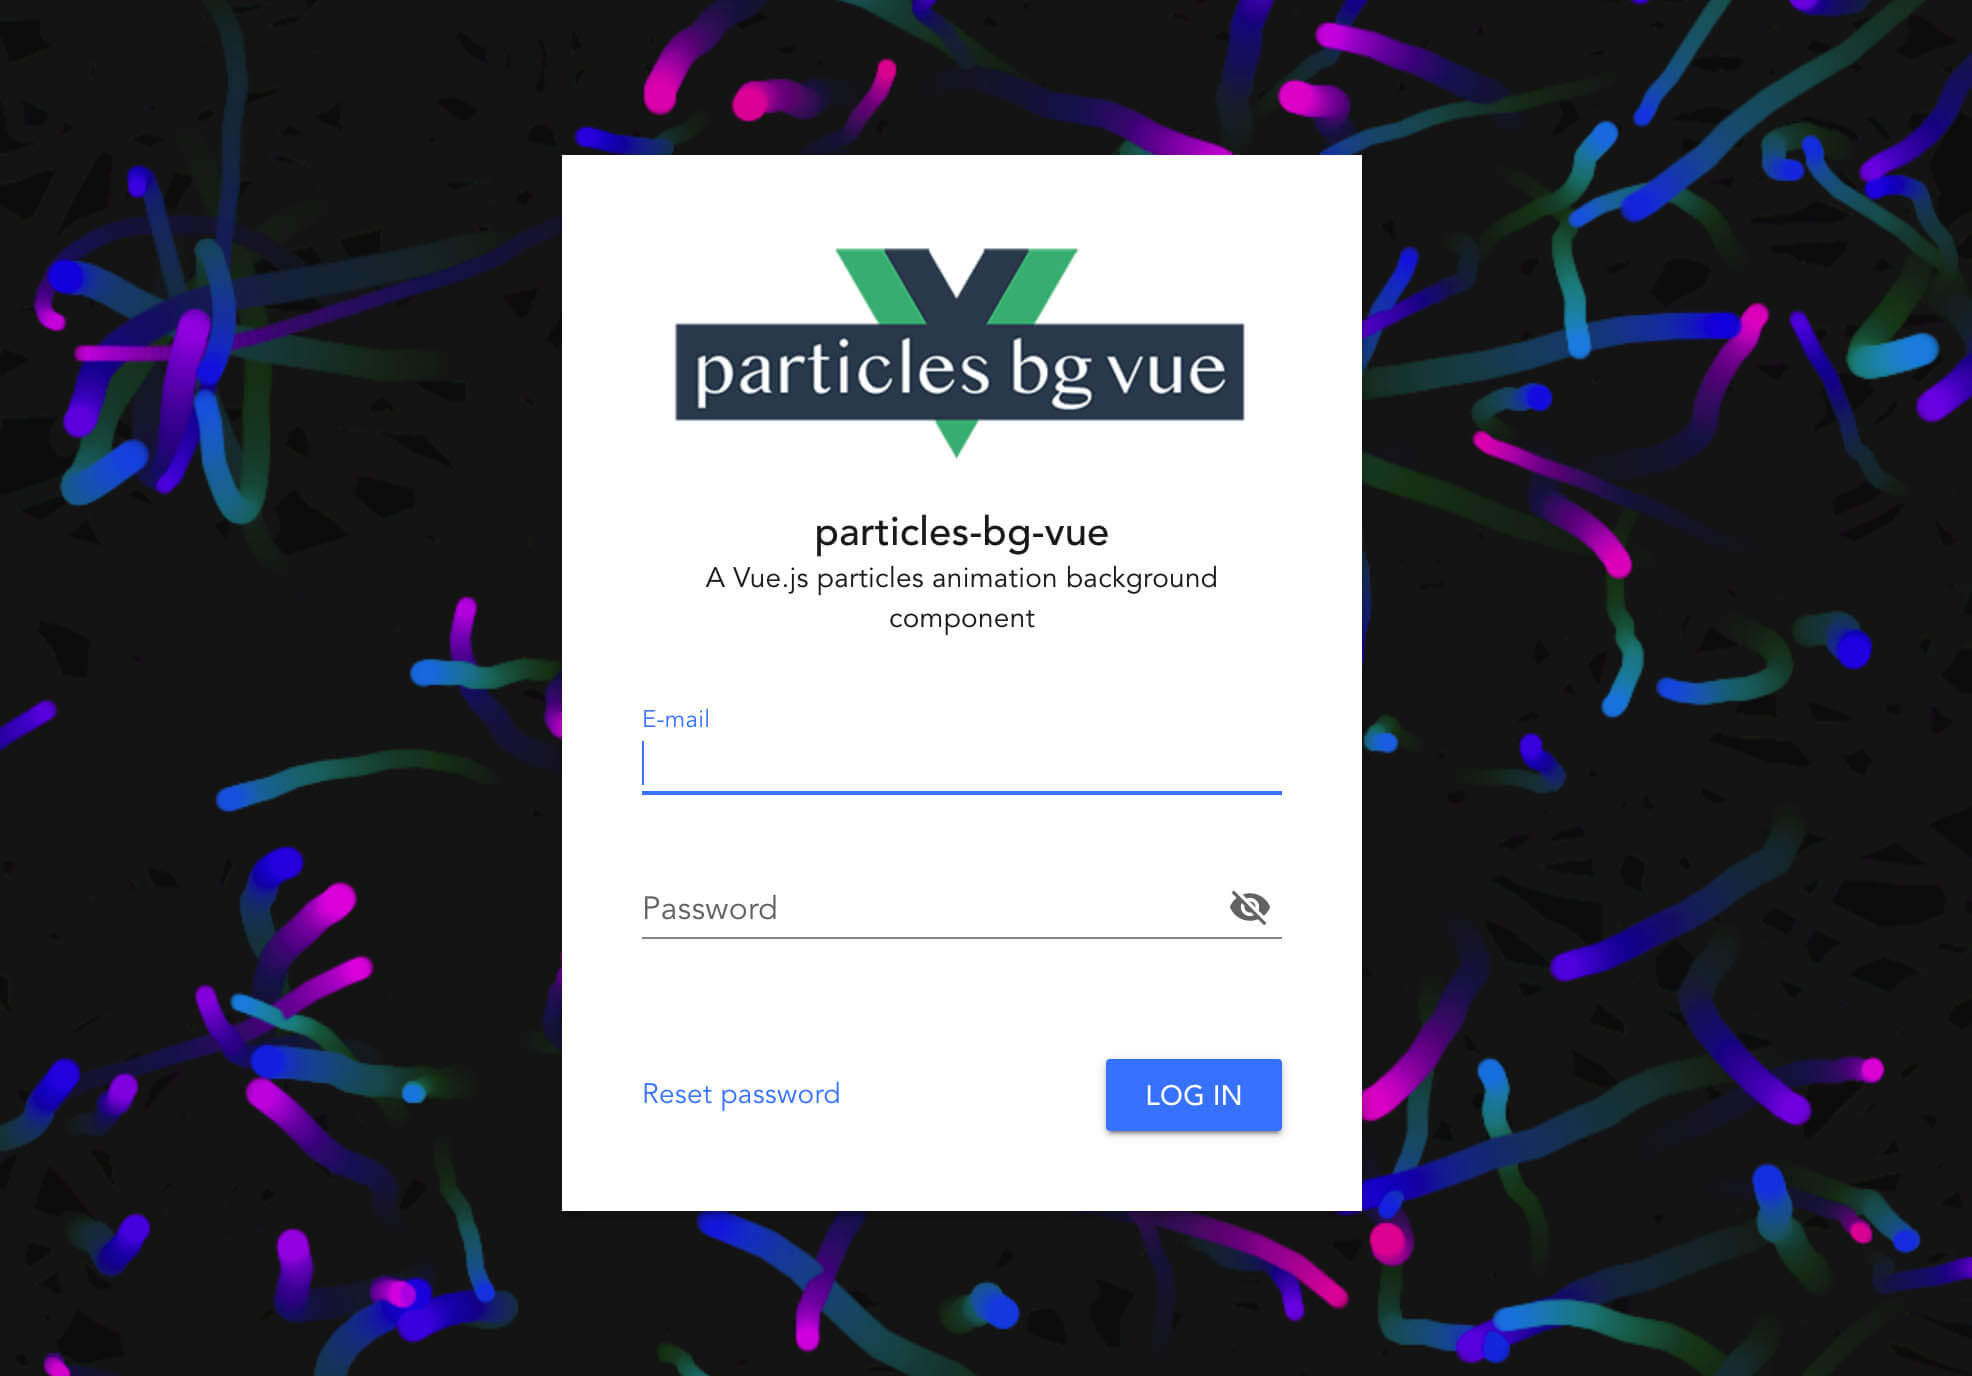 particles bg vue
particles-bg-vue
A Vue.js particles animation background
component
E-mail
Password
Reset password
LOG IN